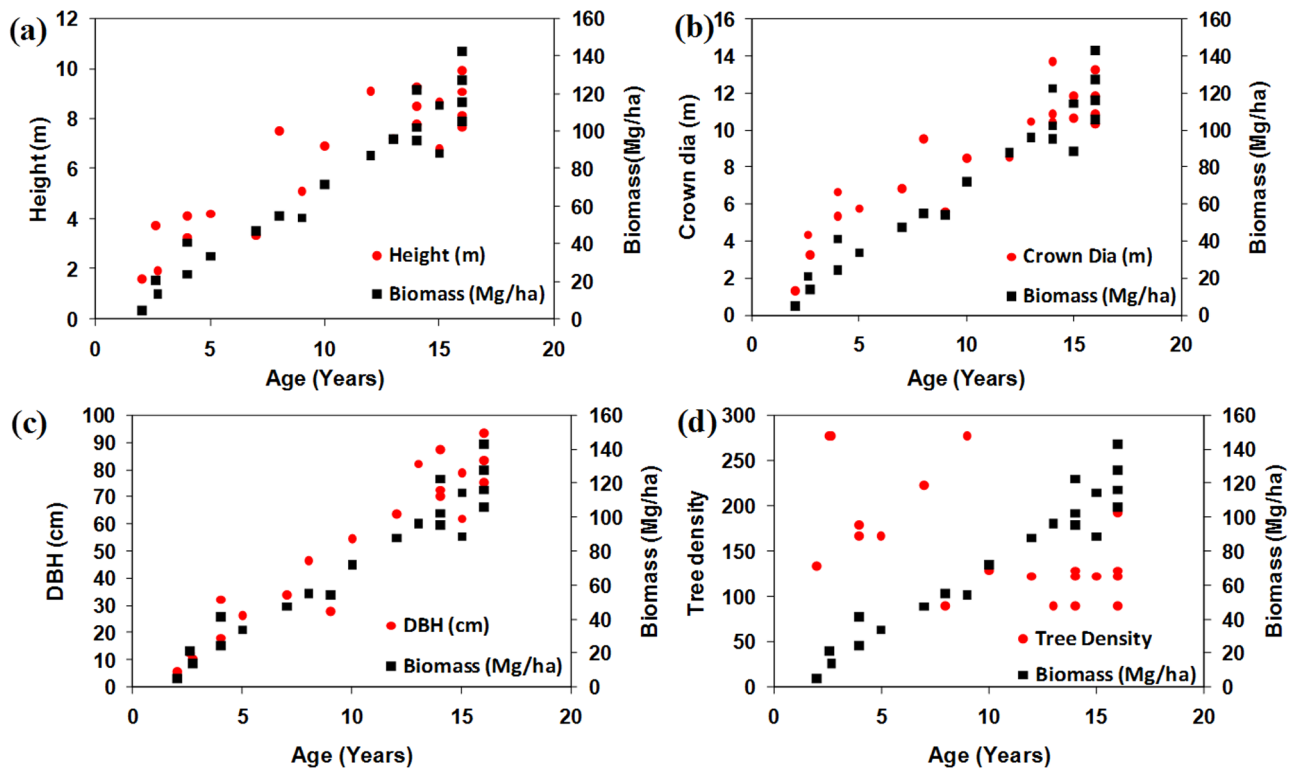 (a)
12
10
8
6
4
2
0
Height (m)
160
140
120
100
80
60
40
20
0
Biomass(Mg/ha)
Height (m)
Biomass (Mg/ha)
0 5 10 15 20
Age (Years)
(b)
16
14
12
10
8
6
4
2
0
Crown dia (m)
160
140
120
100
80
60
40
20
0
Biomass (Mg/ha)
Crown Dia (m)
Biomass (Mg/ha)
0 5 10 15 20
Age (Years)
(c)
100
90
80
70
60
50
40
30
20
10
0
DBH (cm)
160
140
120
100
80
60
40
20
0
Biomass (Mg/ha)
DBH (cm)
Biomass (Mg/ha)
0 5 10 15 20
Age (Years)
(d)
300
250
200
150
100
50
0
Tree density
160
140
120
100
80
60
40
20
0
Biomass (Mg/ha)
Tree Density
Biomass (Mg/ha)
0 5 10 15 20
Age (Years)